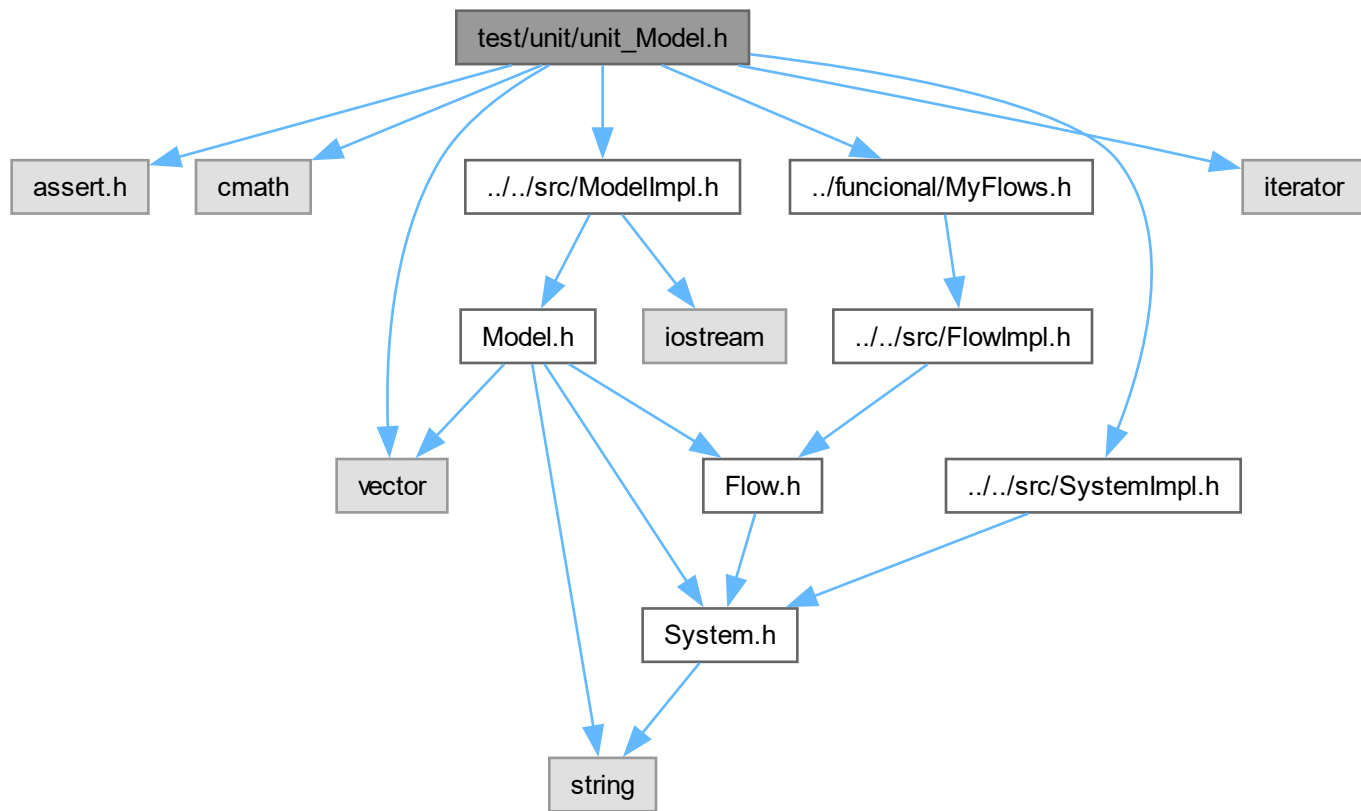 test/unit/unit_Model.h
assert.h
cmath
../../src/ModelImpl.h
../funcional/MyFlows.h
iterator
Model.h
iostream
../../src/FlowImpl.h
vector
Flow.h
../../src/SystemImpl.h
System.h
string